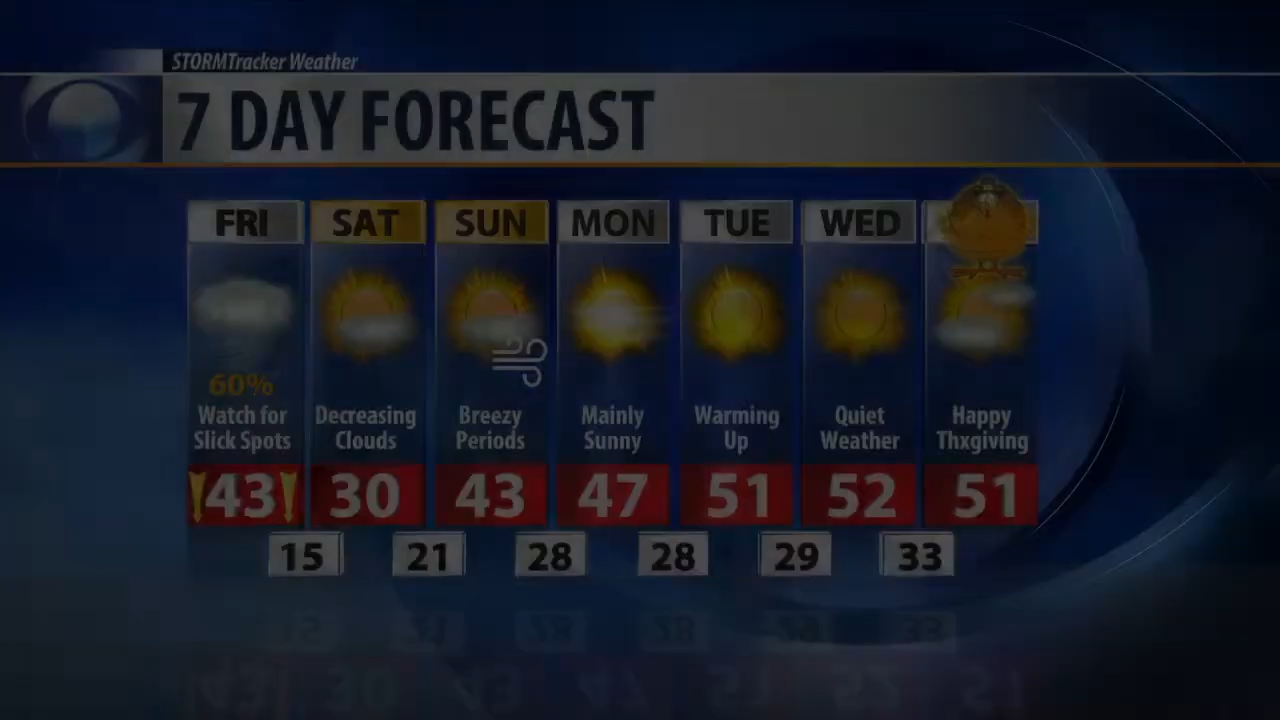 STORMTracker Weather
7 DAY FORECAST
FRI SAT SUN MON TUE WED
60%
Watch for Decreasing Breezy Mainly Warming Quiet Happy
Slick Spots Clouds Periods Sunny Up Weather Thxgiving
43 30 43 47 51 52 51
15 21 28 28 29 33